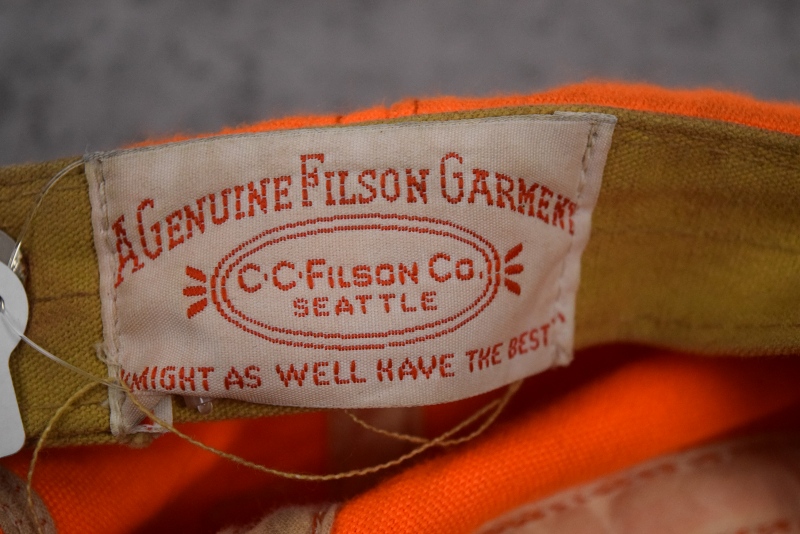 A GENUINE FILSON GARMENT
C·C·FILSON CO.
SEATTLE
"MIGHT AS WELL HAVE THE BEST"